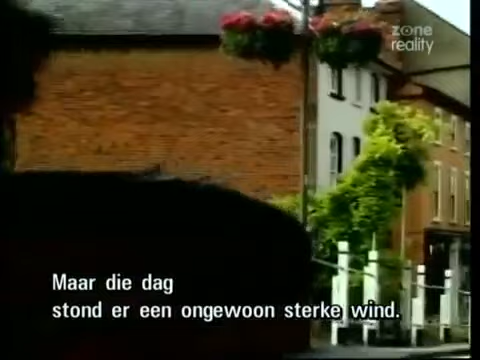 zone
reality
Maar die dag
stond er een ongewoon sterke wind.